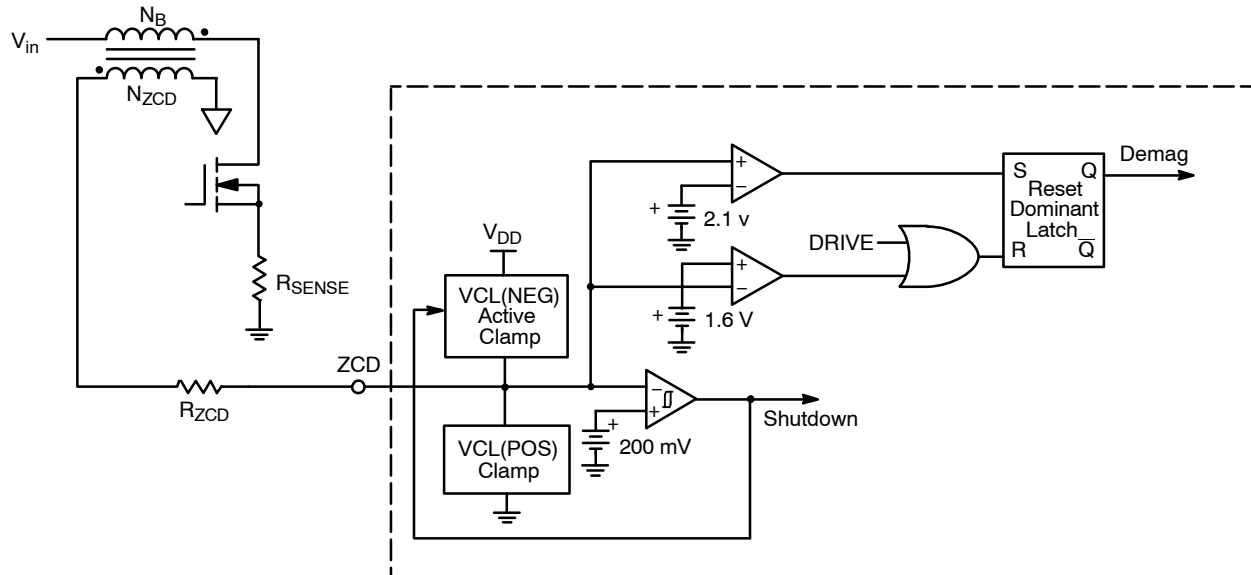 N_B
V_in
N_ZCD
R_SENSE
V_DD
VCL(NEG)
Active
Clamp
ZCD
R_ZCD
VCL(POS)
Clamp
+
−
+
2.1 v
+
−
+
1.6 V
DRIVE
S Q
Reset
Dominant
Latch
R Q̅
Demag
−
+
+
200 mV
Shutdown